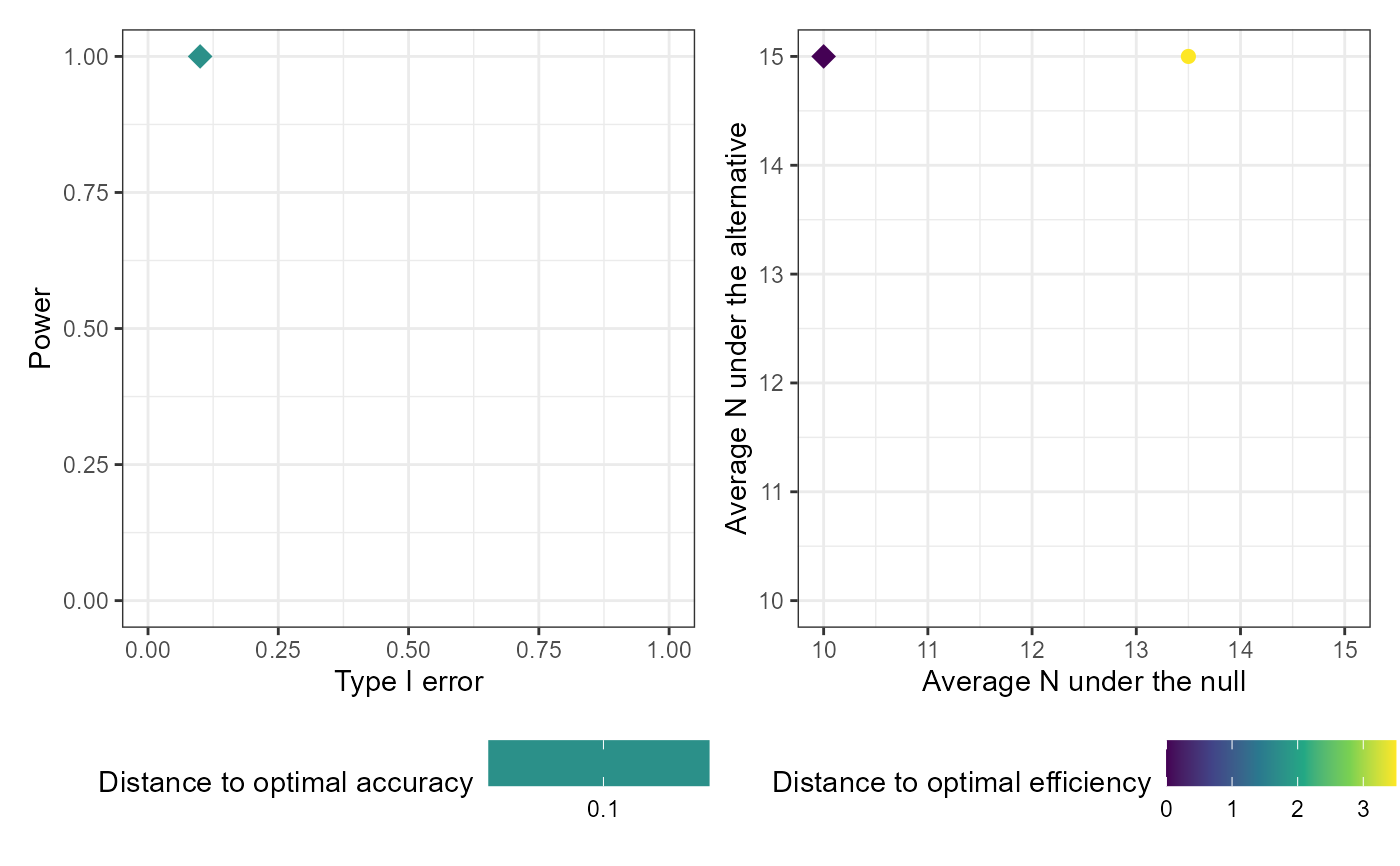 Power
1.00
0.75
0.50
0.25
0.00
0.00 0.25 0.50 0.75 1.00
Type I error
Distance to optimal accuracy
0.1
Average N under the alternative
15
14
13
12
11
10
10 11 12 13 14 15
Average N under the null
Distance to optimal efficiency
0 1 2 3